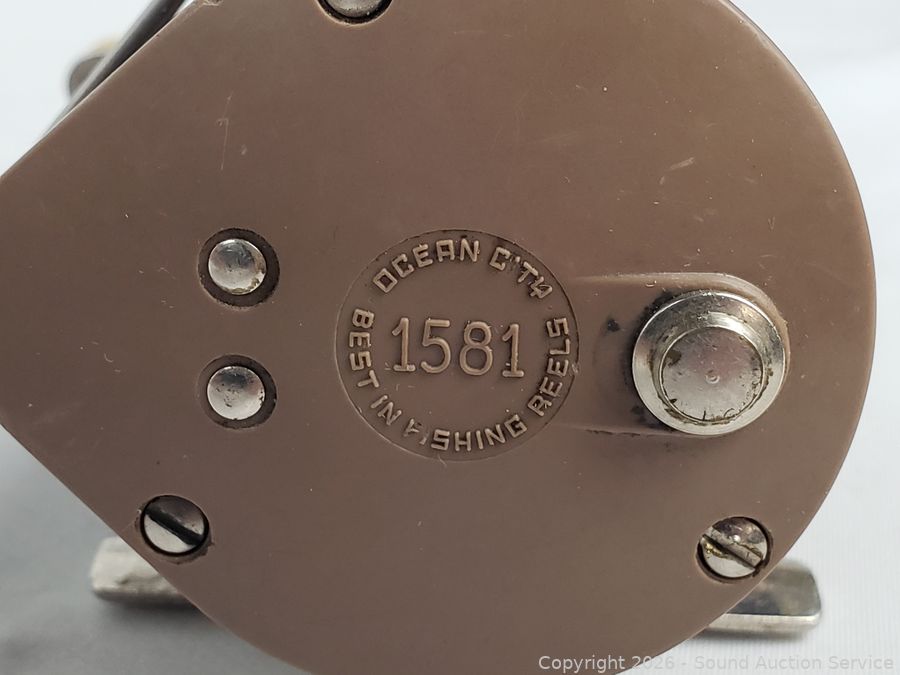 OCEAN CITY
1581
BEST IN FISHING REELS
Copyright 2026 - Sound Auction Service